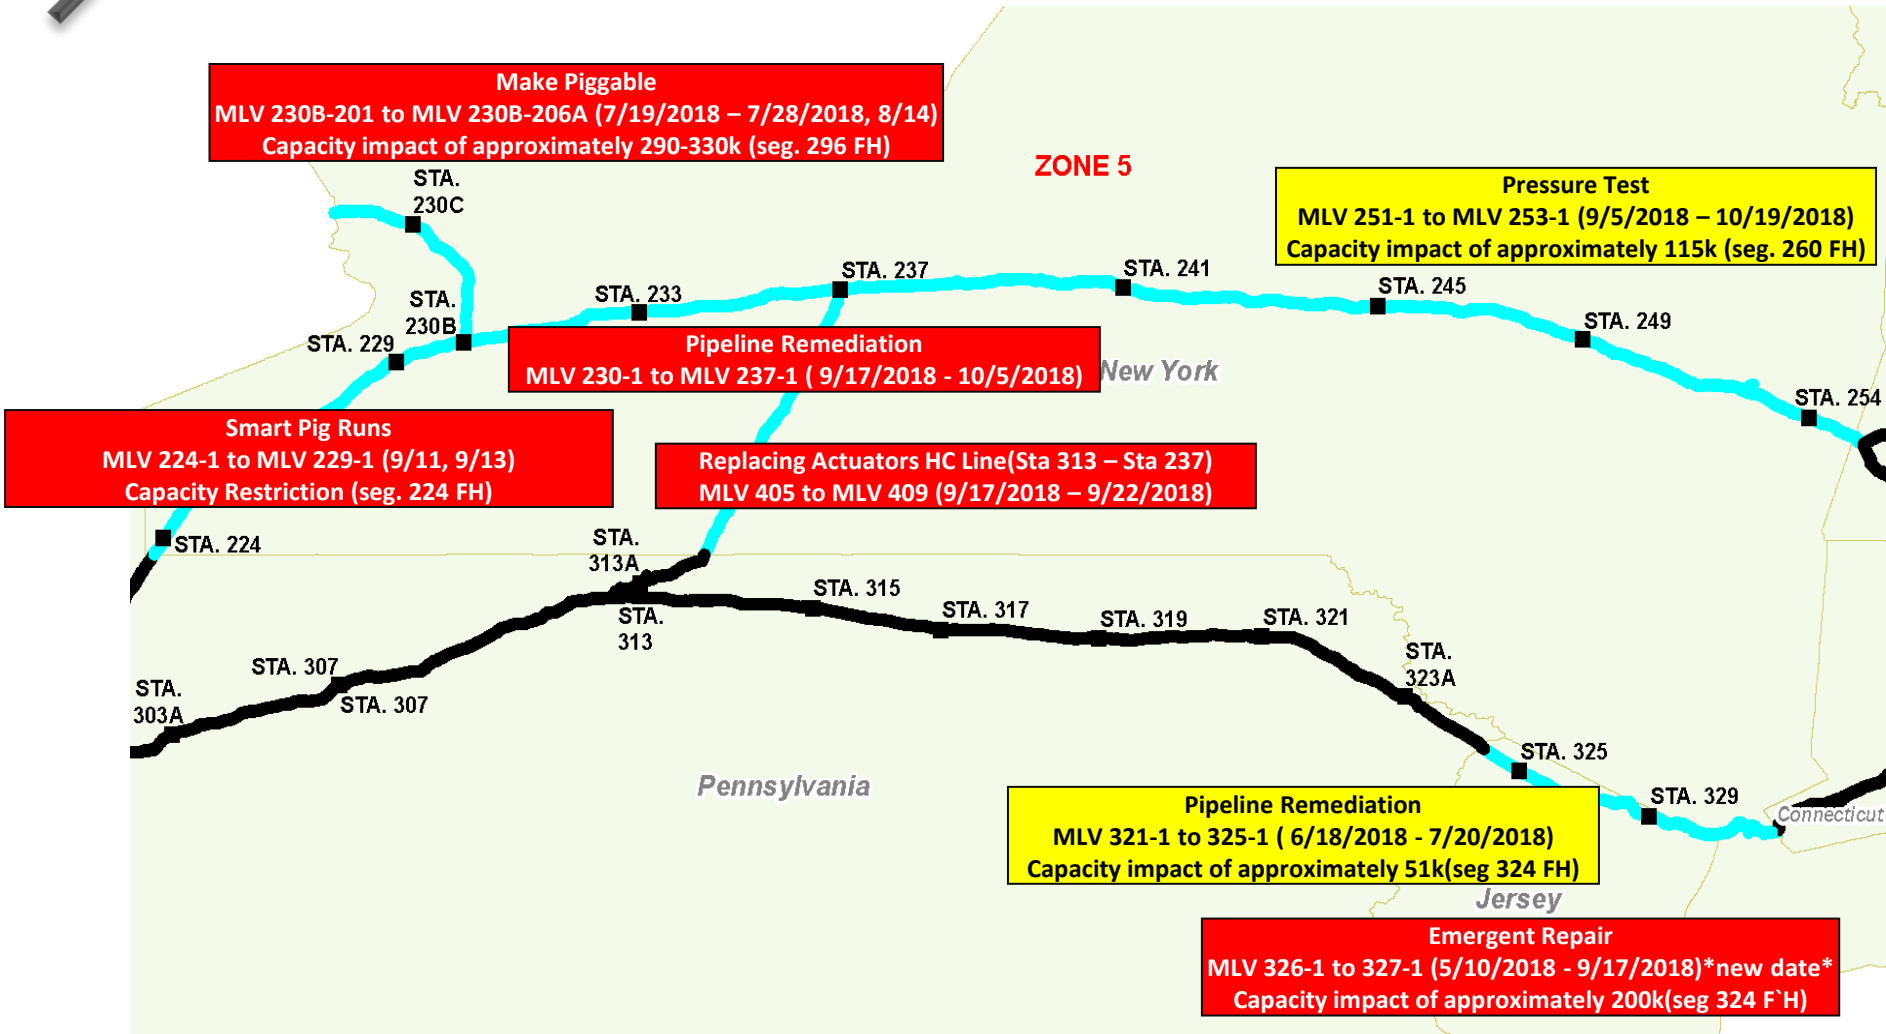 Make Piggable
MLV 230B-201 to MLV 230B-206A (7/19/2018 – 7/28/2018, 8/14)
Capacity impact of approximately 290-330k (seg. 296 FH)
ZONE 5
Pressure Test
MLV 251-1 to MLV 253-1 (9/5/2018 – 10/19/2018)
Capacity impact of approximately 115k (seg. 260 FH)
STA.
230C
STA. 237
STA. 241
STA. 245
STA. 233
STA.
230B
STA. 249
STA. 229
Pipeline Remediation
MLV 230-1 to MLV 237-1 ( 9/17/2018 - 10/5/2018)
New York
STA. 254
Smart Pig Runs
MLV 224-1 to MLV 229-1 (9/11, 9/13)
Capacity Restriction (seg. 224 FH)
Replacing Actuators HC Line(Sta 313 – Sta 237)
MLV 405 to MLV 409 (9/17/2018 – 9/22/2018)
STA. 224
STA.
313A
STA. 315
STA.
313
STA. 317
STA. 319
STA. 321
STA.
323A
STA. 307
STA. 307
STA.
303A
STA. 325
Pennsylvania
STA. 329
Connecticut
Pipeline Remediation
MLV 321-1 to 325-1 ( 6/18/2018 - 7/20/2018)
Capacity impact of approximately 51k(seg 324 FH)
Jersey
Emergent Repair
MLV 326-1 to 327-1 (5/10/2018 - 9/17/2018)*new date*
Capacity impact of approximately 200k(seg 324 F`H)